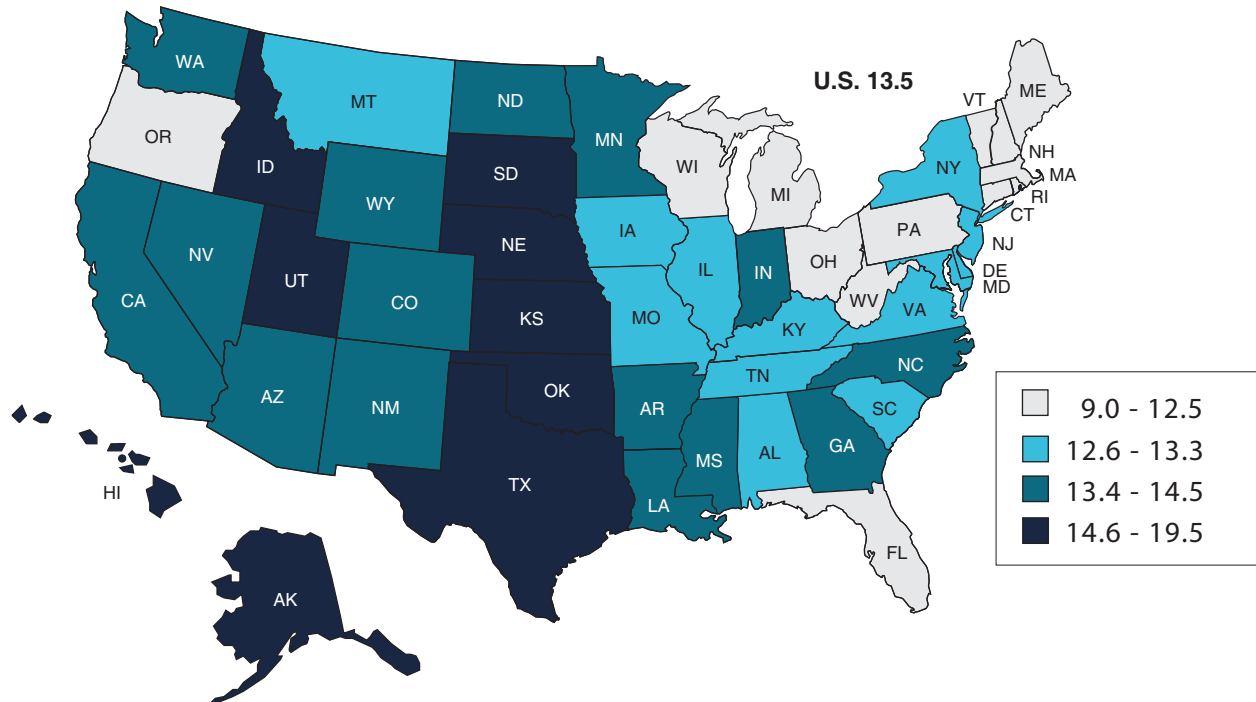 U.S. 13.5
WA
MT
ND
MN
VT
ME
OR
ID
SD
WI
MI
NY
NH
MA
RI
CT
WY
NE
IA
PA
NJ
NV
UT
CO
IL
IN
OH
DE
MD
CA
KS
MO
WV
VA
KY
AZ
NM
OK
AR
TN
NC
SC
TX
LA
MS
AL
GA
HI
FL
AK
9.0 - 12.5
12.6 - 13.3
13.4 - 14.5
14.6 - 19.5